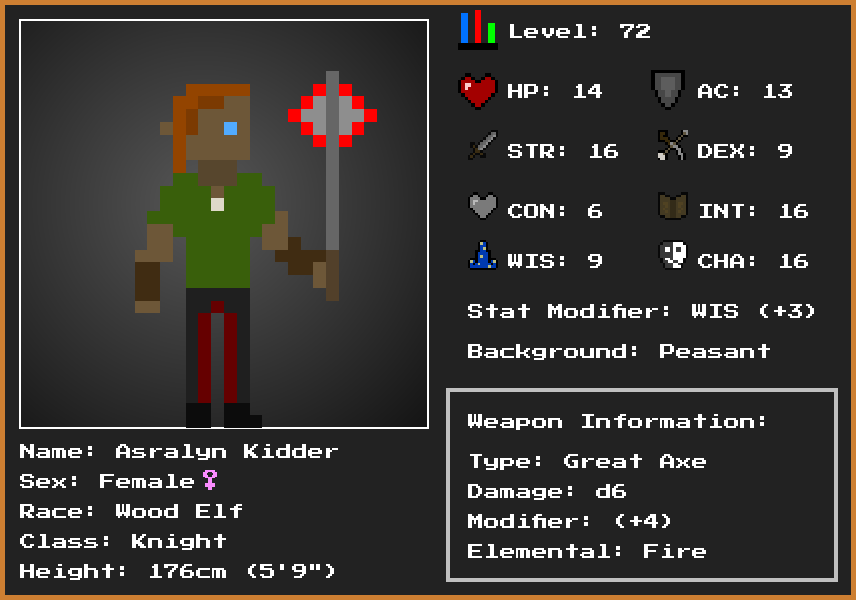 Level: 72
HP: 14
AC: 13
STR: 16
DEX: 9
CON: 6
INT: 16
WIS: 9
CHA: 16
Stat Modifier: WIS (+3)
Background: Peasant
Weapon Information:
Type: Great Axe
Damage: d6
Modifier: (+4)
Elemental: Fire
Name: Asralyn Kidder
Sex: Female♀
Race: Wood Elf
Class: Knight
Height: 176cm (5'9")